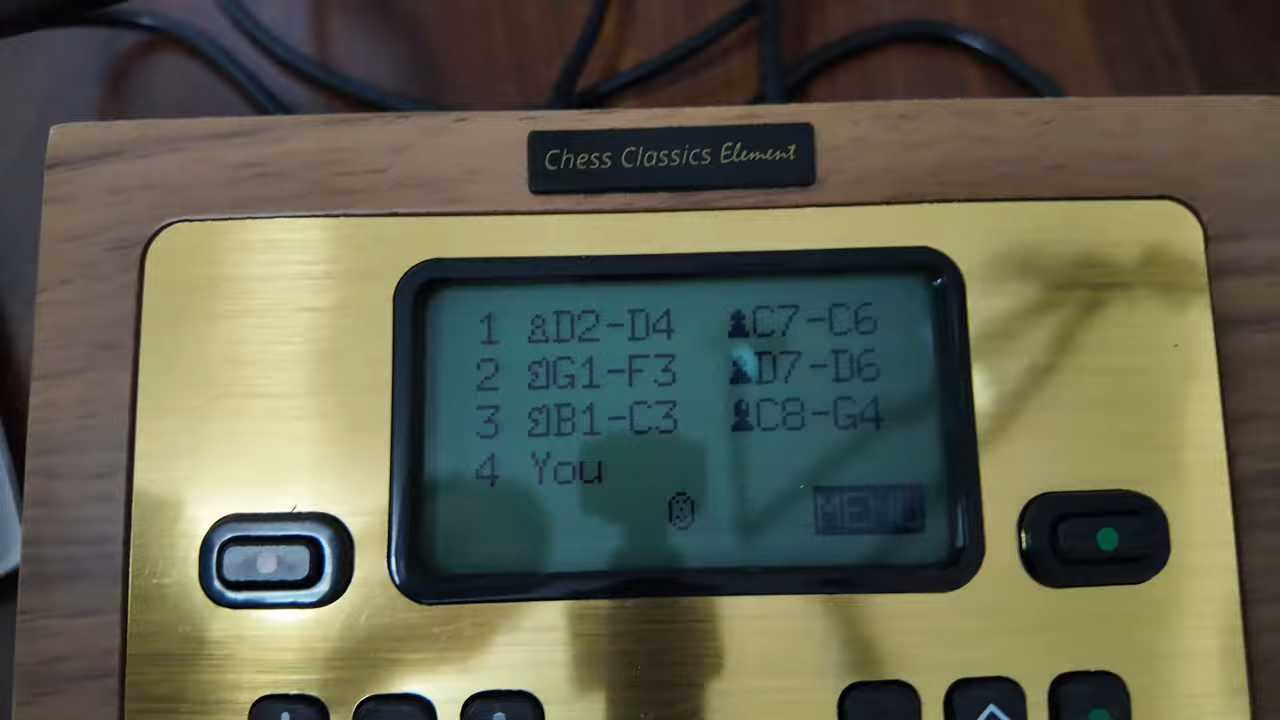 Chess Classics Element
1 D2-D4 C7-C6
2 G1-F3 D7-D6
3 B1-C3 C8-G4
4 You
MENU